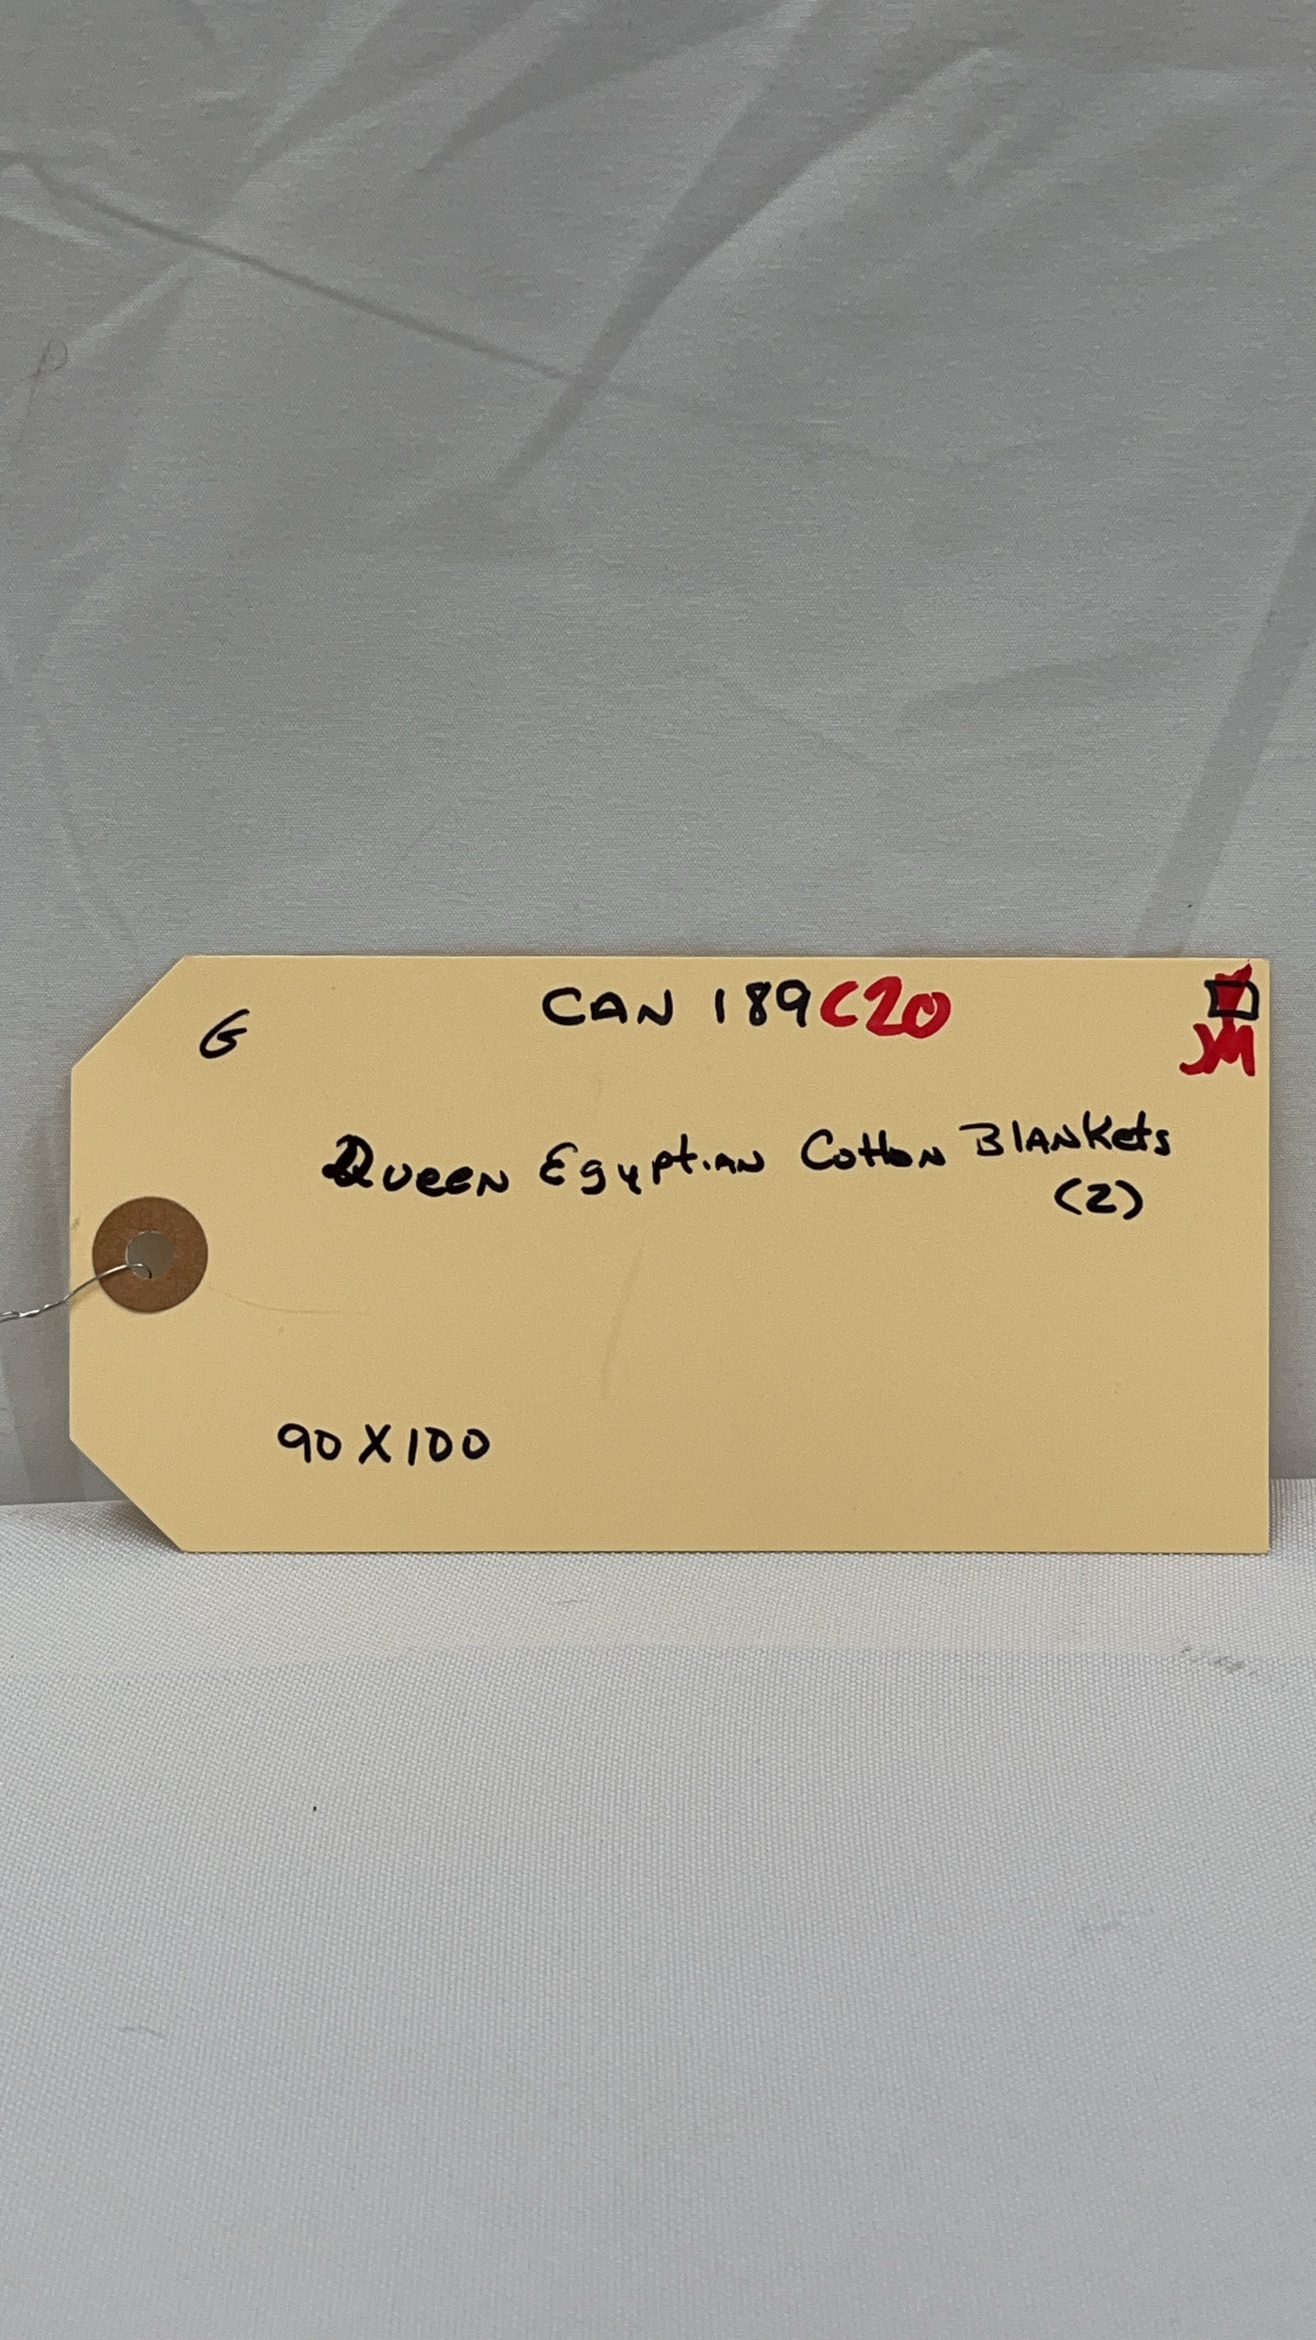 G
CAN 189C20
JM
Queen Egyptian Cotton Blankets
(2)
90 X 100